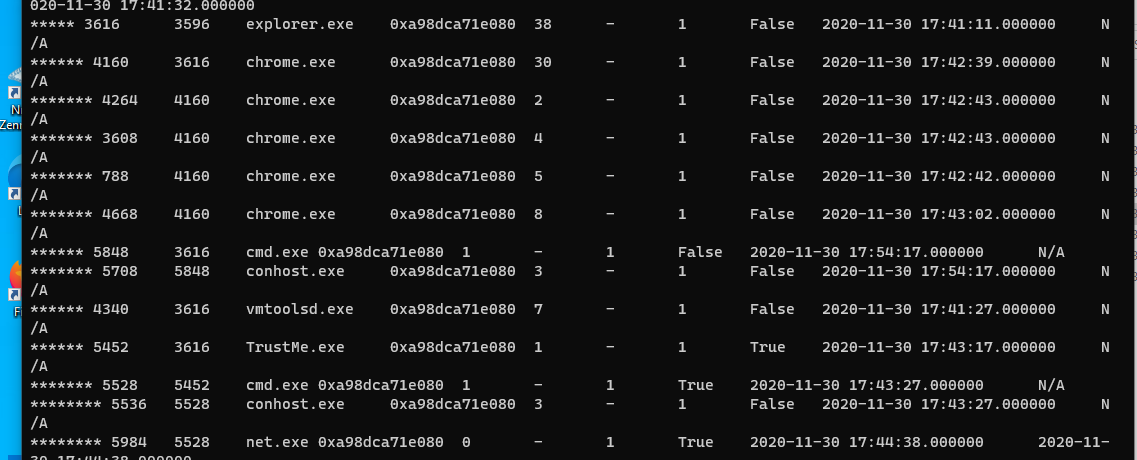 020-11-30 17:41:32.000000
***** 3616 3596 explorer.exe 0xa98dca71e080 38 - 1 False 2020-11-30 17:41:11.000000 N
/A
****** 4160 3616 chrome.exe 0xa98dca71e080 30 - 1 False 2020-11-30 17:42:39.000000 N
/A
******* 4264 4160 chrome.exe 0xa98dca71e080 2 - 1 False 2020-11-30 17:42:43.000000 N
/A
******* 3608 4160 chrome.exe 0xa98dca71e080 4 - 1 False 2020-11-30 17:42:43.000000 N
/A
******* 788 4160 chrome.exe 0xa98dca71e080 5 - 1 False 2020-11-30 17:42:42.000000 N
/A
******* 4668 4160 chrome.exe 0xa98dca71e080 8 - 1 False 2020-11-30 17:43:02.000000 N
/A
****** 5848 3616 cmd.exe 0xa98dca71e080 1 - 1 False 2020-11-30 17:54:17.000000 N/A
******* 5708 5848 conhost.exe 0xa98dca71e080 3 - 1 False 2020-11-30 17:54:17.000000 N
/A
****** 4340 3616 vmtoolsd.exe 0xa98dca71e080 7 - 1 False 2020-11-30 17:41:27.000000 N
/A
****** 5452 3616 TrustMe.exe 0xa98dca71e080 1 - 1 True 2020-11-30 17:43:17.000000 N
/A
******* 5528 5452 cmd.exe 0xa98dca71e080 1 - 1 True 2020-11-30 17:43:27.000000 N/A
******** 5536 5528 conhost.exe 0xa98dca71e080 3 - 1 False 2020-11-30 17:43:27.000000 N
/A
******** 5984 5528 net.exe 0xa98dca71e080 0 - 1 True 2020-11-30 17:44:38.000000 2020-11-
30 17:44:38.000000